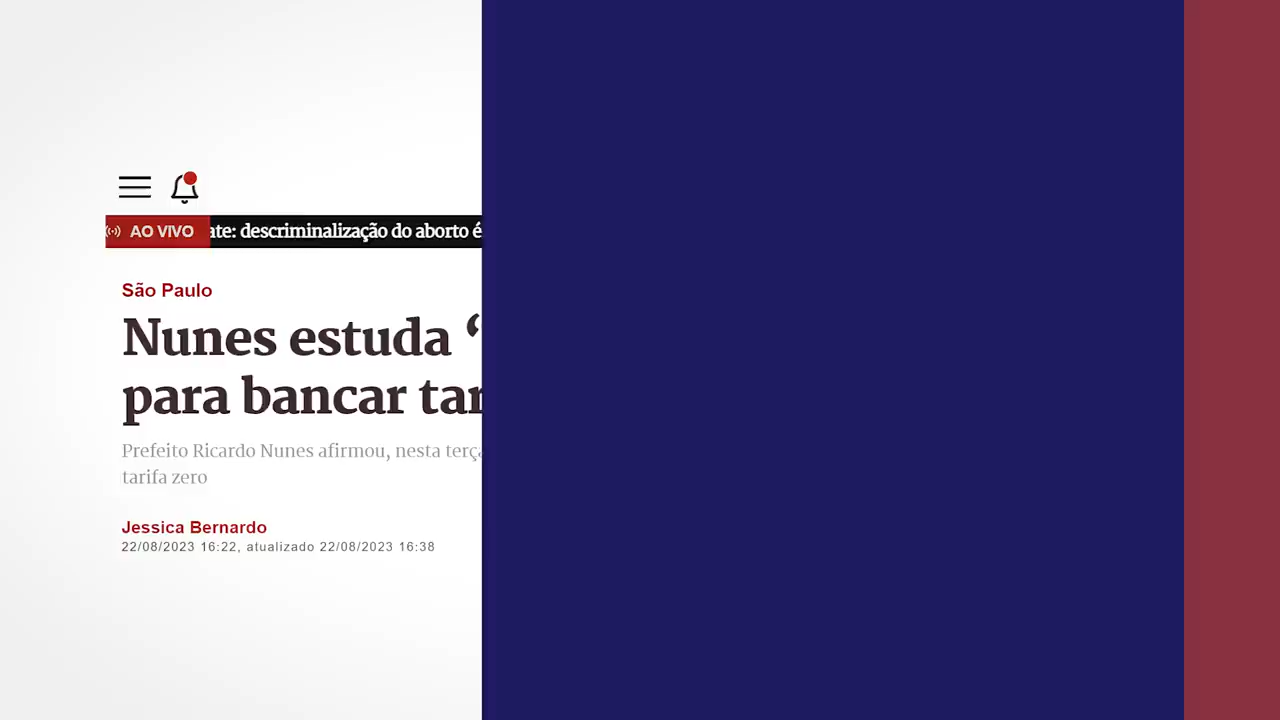 AO VIVO ate: descriminalização do aborto é
São Paulo
Nunes estuda ‘
para bancar tar
Prefeito Ricardo Nunes afirmou, nesta terç
tarifa zero
Jessica Bernardo
22/08/2023 16:22, atualizado 22/08/2023 16:38